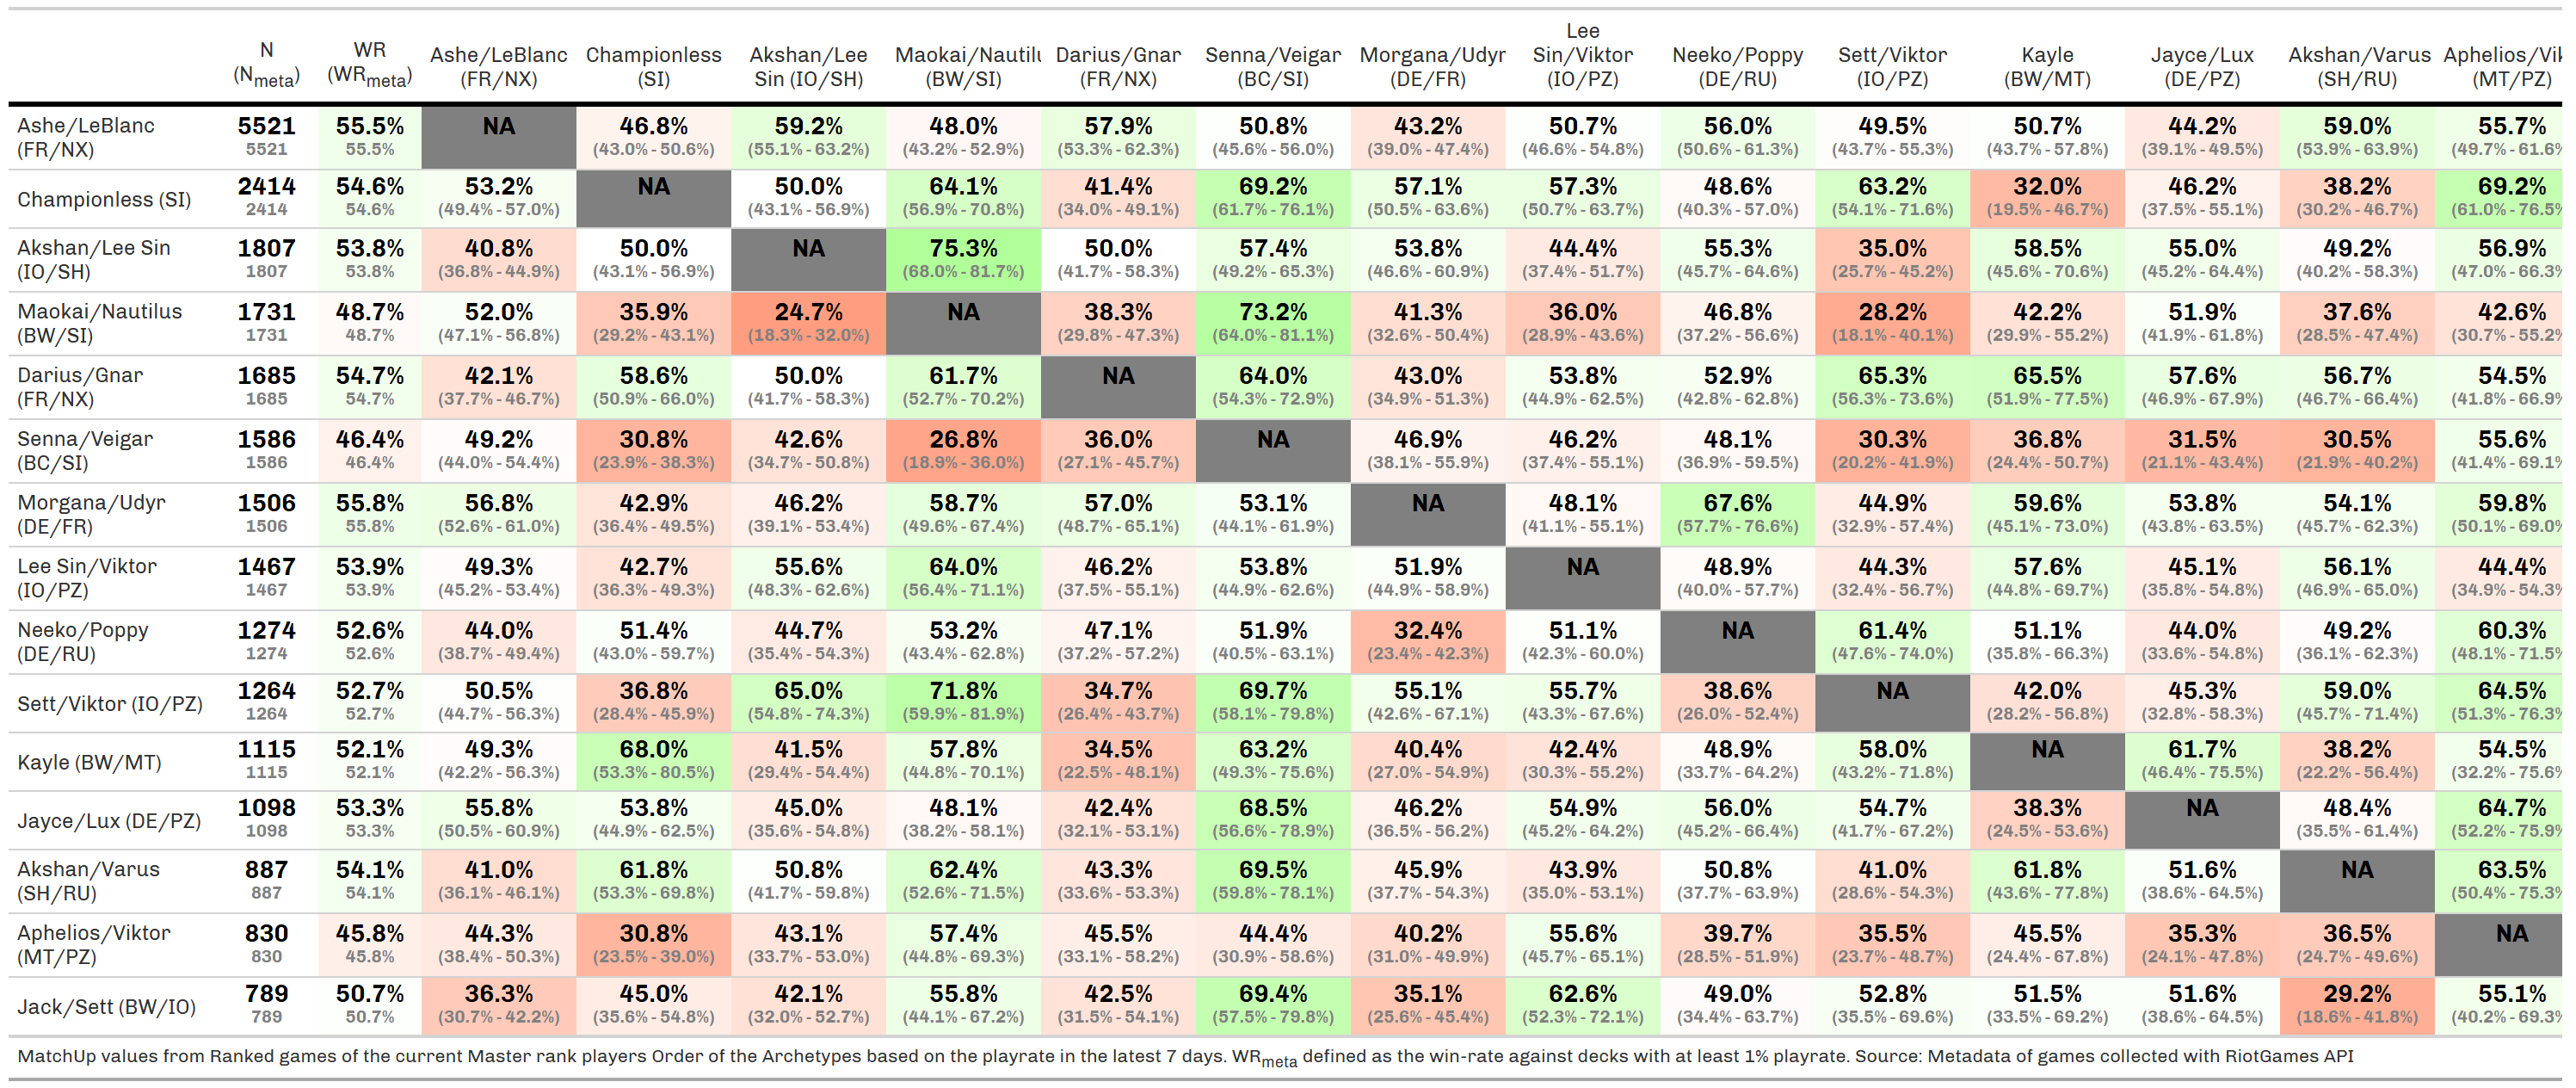 N (Nmeta) WR (WRmeta) Ashe/LeBlanc (FR/NX) Championless (SI) Akshan/Lee Sin (IO/SH) Maokai/Nautilu (BW/SI) Darius/Gnar (FR/NX) Senna/Veigar (BC/SI) Morgana/Udyr (DE/FR) Lee Sin/Viktor (IO/PZ) Neeko/Poppy (DE/RU) Sett/Viktor (IO/PZ) Kayle (BW/MT) Jayce/Lux (DE/PZ) Akshan/Varus (SH/RU) Aphelios/Vik (MT/PZ)
Ashe/LeBlanc 5521 55.5% NA 46.8% 59.2% 48.0% 57.9% 50.8% 43.2% 50.7% 56.0% 49.5% 50.7% 44.2% 59.0% 55.7%
(FR/NX) 5521 55.5% (43.0% - 50.6%) (55.1% - 63.2%) (43.2% - 52.9%) (53.3% - 62.3%) (45.6% - 56.0%) (39.0% - 47.4%) (46.6% - 54.8%) (50.6% - 61.3%) (43.7% - 55.3%) (43.7% - 57.8%) (39.1% - 49.5%) (53.9% - 63.9%) (49.7% - 61.6%
Championless (SI) 2414 54.6% 53.2% NA 50.0% 64.1% 41.4% 69.2% 57.1% 57.3% 48.6% 63.2% 32.0% 46.2% 38.2% 69.2%
2414 54.6% (49.4% - 57.0%) (43.1% - 56.9%) (56.9% - 70.8%) (34.0% - 49.1%) (61.7% - 76.1%) (50.5% - 63.6%) (50.7% - 63.7%) (40.3% - 57.0%) (54.1% - 71.6%) (19.5% - 46.7%) (37.5% - 55.1%) (30.2% - 46.7%) (61.0% - 76.5%
Akshan/Lee Sin 1807 53.8% 40.8% 50.0% NA 75.3% 50.0% 57.4% 53.8% 44.4% 55.3% 35.0% 58.5% 55.0% 49.2% 56.9%
(IO/SH) 1807 53.8% (36.8% - 44.9%) (43.1% - 56.9%) (68.0% - 81.7%) (41.7% - 58.3%) (49.2% - 65.3%) (46.6% - 60.9%) (37.4% - 51.7%) (45.7% - 64.6%) (25.7% - 45.2%) (45.6% - 70.6%) (45.2% - 64.4%) (40.2% - 58.3%) (47.0% - 66.3%
Maokai/Nautilus 1731 48.7% 52.0% 35.9% 24.7% NA 38.3% 73.2% 41.3% 36.0% 46.8% 28.2% 42.2% 51.9% 37.6% 42.6%
(BW/SI) 1731 48.7% (47.1% - 56.8%) (29.2% - 43.1%) (18.3% - 32.0%) (29.8% - 47.3%) (64.0% - 81.1%) (32.6% - 50.4%) (28.9% - 43.6%) (37.2% - 56.6%) (18.1% - 40.1%) (29.9% - 55.2%) (41.9% - 61.8%) (28.5% - 47.4%) (30.7% - 55.2%
Darius/Gnar 1685 54.7% 42.1% 58.6% 50.0% 61.7% NA 64.0% 43.0% 53.8% 52.9% 65.3% 65.5% 57.6% 56.7% 54.5%
(FR/NX) 1685 54.7% (37.7% - 46.7%) (50.9% - 66.0%) (41.7% - 58.3%) (52.7% - 70.2%) (54.3% - 72.9%) (34.9% - 51.3%) (44.9% - 62.5%) (42.8% - 62.8%) (56.3% - 73.6%) (51.9% - 77.5%) (46.9% - 67.9%) (46.7% - 66.4%) (41.8% - 66.9%
Senna/Veigar 1586 46.4% 49.2% 30.8% 42.6% 26.8% 36.0% NA 46.9% 46.2% 48.1% 30.3% 36.8% 31.5% 30.5% 55.6%
(BC/SI) 1586 46.4% (44.0% - 54.4%) (23.9% - 38.3%) (34.7% - 50.8%) (18.9% - 36.0%) (27.1% - 45.7%) (38.1% - 55.9%) (37.4% - 55.1%) (36.9% - 59.5%) (20.2% - 41.9%) (24.4% - 50.7%) (21.1% - 43.4%) (21.9% - 40.2%) (41.4% - 69.1%
Morgana/Udyr 1506 55.8% 56.8% 42.9% 46.2% 58.7% 57.0% 53.1% NA 48.1% 67.6% 44.9% 59.6% 53.8% 54.1% 59.8%
(DE/FR) 1506 55.8% (52.6% - 61.0%) (36.4% - 49.5%) (39.1% - 53.4%) (49.6% - 67.4%) (48.7% - 65.1%) (44.1% - 61.9%) (41.1% - 55.1%) (57.7% - 76.6%) (32.9% - 57.4%) (45.1% - 73.0%) (43.8% - 63.5%) (45.7% - 62.3%) (50.1% - 69.0%
Lee Sin/Viktor 1467 53.9% 49.3% 42.7% 55.6% 64.0% 46.2% 53.8% 51.9% NA 48.9% 44.3% 57.6% 45.1% 56.1% 44.4%
(IO/PZ) 1467 53.9% (45.2% - 53.4%) (36.3% - 49.3%) (48.3% - 62.6%) (56.4% - 71.1%) (37.5% - 55.1%) (44.9% - 62.6%) (44.9% - 58.9%) (40.0% - 57.7%) (32.4% - 56.7%) (44.8% - 69.7%) (35.8% - 54.8%) (46.9% - 65.0%) (34.9% - 54.3%
Neeko/Poppy 1274 52.6% 44.0% 51.4% 44.7% 53.2% 47.1% 51.9% 32.4% 51.1% NA 61.4% 51.1% 44.0% 49.2% 60.3%
(DE/RU) 1274 52.6% (38.7% - 49.4%) (43.0% - 59.7%) (35.4% - 54.3%) (43.4% - 62.8%) (37.2% - 57.2%) (40.5% - 63.1%) (23.4% - 42.3%) (42.3% - 60.0%) (47.6% - 74.0%) (35.8% - 66.3%) (33.6% - 54.8%) (36.1% - 62.3%) (48.1% - 71.5%
Sett/Viktor (IO/PZ) 1264 52.7% 50.5% 36.8% 65.0% 71.8% 34.7% 69.7% 55.1% 55.7% 38.6% NA 42.0% 45.3% 59.0% 64.5%
1264 52.7% (44.7% - 56.3%) (28.4% - 45.9%) (54.8% - 74.3%) (59.9% - 81.9%) (26.4% - 43.7%) (58.1% - 79.8%) (42.6% - 67.1%) (43.3% - 67.6%) (26.0% - 52.4%) (28.2% - 56.8%) (32.8% - 58.3%) (45.7% - 71.4%) (51.3% - 76.3%
Kayle (BW/MT) 1115 52.1% 49.3% 68.0% 41.5% 57.8% 34.5% 63.2% 40.4% 42.4% 48.9% 58.0% NA 61.7% 38.2% 54.5%
1115 52.1% (42.2% - 56.3%) (53.3% - 80.5%) (29.4% - 54.4%) (44.8% - 70.1%) (22.5% - 48.1%) (49.3% - 75.6%) (27.0% - 54.9%) (30.3% - 55.2%) (33.7% - 64.2%) (43.2% - 71.8%) (46.4% - 75.5%) (22.2% - 56.4%) (32.2% - 75.6%
Jayce/Lux (DE/PZ) 1098 53.3% 55.8% 53.8% 45.0% 48.1% 42.4% 68.5% 46.2% 54.9% 56.0% 54.7% 38.3% NA 48.4% 64.7%
1098 53.3% (50.5% - 60.9%) (44.9% - 62.5%) (35.6% - 54.8%) (38.2% - 58.1%) (32.1% - 53.1%) (56.6% - 78.9%) (36.5% - 56.2%) (45.2% - 64.2%) (45.2% - 66.4%) (41.7% - 67.2%) (24.5% - 53.6%) (35.5% - 61.4%) (52.2% - 75.9%
Akshan/Varus 887 54.1% 41.0% 61.8% 50.8% 62.4% 43.3% 69.5% 45.9% 43.9% 50.8% 41.0% 61.8% 51.6% NA 63.5%
(SH/RU) 887 54.1% (36.1% - 46.1%) (53.3% - 69.8%) (41.7% - 59.8%) (52.6% - 71.5%) (33.6% - 53.3%) (59.8% - 78.1%) (37.7% - 54.3%) (35.0% - 53.1%) (37.7% - 63.9%) (28.6% - 54.3%) (43.6% - 77.8%) (38.6% - 64.5%) (50.4% - 75.3%
Aphelios/Viktor 830 45.8% 44.3% 30.8% 43.1% 57.4% 45.5% 44.4% 40.2% 55.6% 39.7% 35.5% 45.5% 35.3% 36.5% NA
(MT/PZ) 830 45.8% (38.4% - 50.3%) (23.5% - 39.0%) (33.7% - 53.0%) (44.8% - 69.3%) (33.1% - 58.2%) (30.9% - 58.6%) (31.0% - 49.9%) (45.7% - 65.1%) (28.5% - 51.9%) (23.7% - 48.7%) (24.4% - 67.8%) (24.1% - 47.8%) (24.7% - 49.6%)
Jack/Sett (BW/IO) 789 50.7% 36.3% 45.0% 42.1% 55.8% 42.5% 69.4% 35.1% 62.6% 49.0% 52.8% 51.5% 51.6% 29.2% 55.1%
789 50.7% (30.7% - 42.2%) (35.6% - 54.8%) (32.0% - 52.7%) (44.1% - 67.2%) (31.5% - 54.1%) (57.5% - 79.8%) (25.6% - 45.4%) (52.3% - 72.1%) (34.4% - 63.7%) (35.5% - 69.6%) (33.5% - 69.2%) (38.6% - 64.5%) (18.6% - 41.8%) (40.2% - 69.3%
MatchUp values from Ranked games of the current Master rank players Order of the Archetypes based on the playrate in the latest 7 days. WRmeta defined as the win-rate against decks with at least 1% playrate. Source: Metadata of games collected with RiotGames API